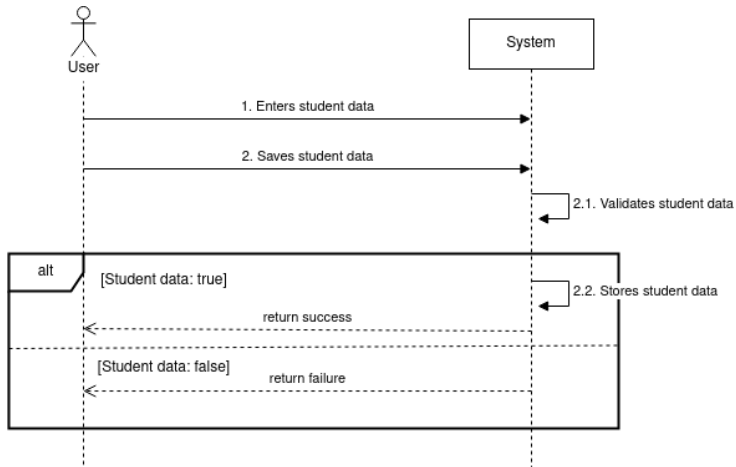 User
System
1. Enters student data
2. Saves student data
2.1. Validates student data
alt
[Student data: true]
2.2. Stores student data
return success
[Student data: false]
return failure